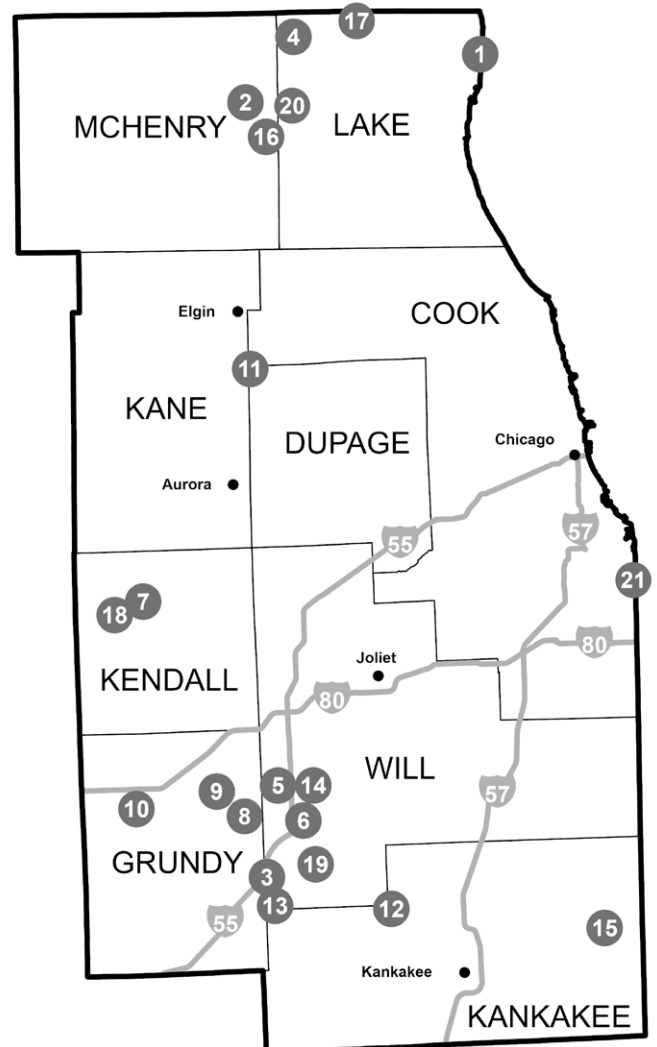 17
4
1
2
20
MCHENRY
LAKE
16
Elgin
COOK
11
KANE
DUPAGE
Chicago
Aurora
55
57
21
7
18
80
Joliet
KENDALL
80
WILL
5
14
9
57
10
8
6
GRUNDY
19
3
13
12
55
15
Kankakee
KANKAKEE